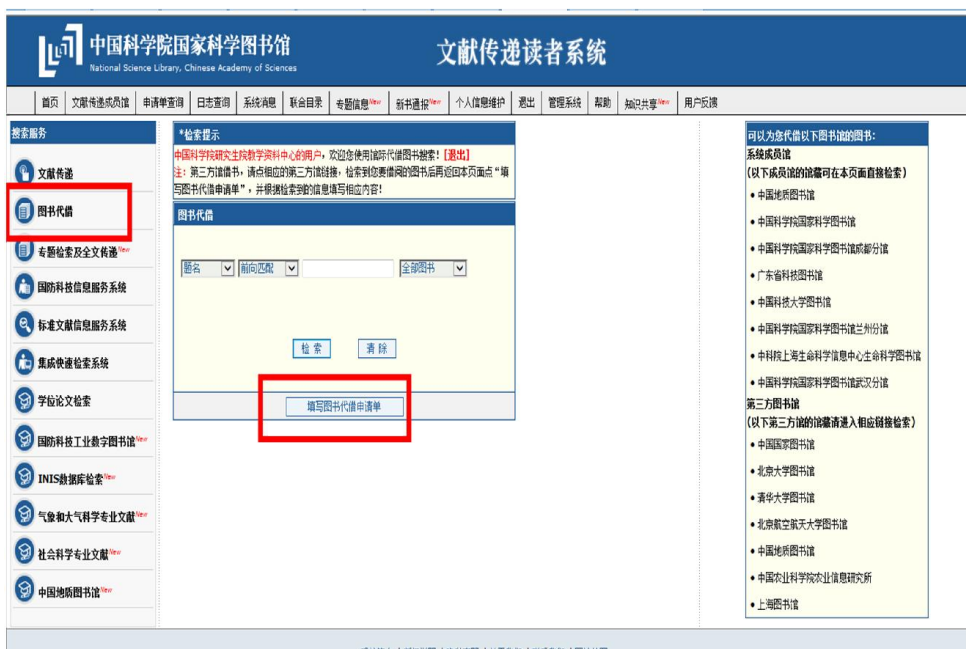 中国科学院国家科学图书馆
National Science Library, Chinese Academy of Sciences
文献传递读者系统
首页 文献传递成员馆 申请单查询 日志查询 系统消息 联合目录 专题信息New 新书通报New 个人信息维护 退出 管理系统 帮助 知识共享New 用户反馈
搜索服务
文献传递
图书代借
专题检索及全文传递New
国防科技信息服务系统
标准文献信息服务系统
集成快速检索系统
学位论文检索
国防科技工业数字图书馆New
INIS数据库检索New
气象和大气科学专业文献New
社会科学专业文献New
中国地质图书馆New
*检索提示
中国科学院研究生院教学资料中心的用户，欢迎您使用馆际代借图书搜索！[退出]
注：第三方馆借书，请点相应的第三方馆链接，检索到您要借阅的图书后再返回本页面点“填
写图书代借申请单”，并根据检索到的信息填写相应内容！
图书代借
题名 前向匹配 全部图书
检 索 清 除
填写图书代借申请单
可以为您代借以下图书馆的图书：
系统成员馆
(以下成员馆的馆藏可在本页面直接检索)
• 中国地质图书馆
• 中国科学院国家科学图书馆
• 中国科学院国家科学图书馆成都分馆
• 广东省科技图书馆
• 中国科技大学图书馆
• 中国科学院国家科学图书馆兰州分馆
• 中科院上海生命科学信息中心生命科学图书馆
• 中国科学院国家科学图书馆武汉分馆
第三方图书馆
(以下第三方馆的馆藏请进入相应链接检索)
• 中国国家图书馆
• 北京大学图书馆
• 清华大学图书馆
• 北京航空航天大学图书馆
• 中国地质图书馆
• 中国农业科学院农业信息研究所
• 上海图书馆